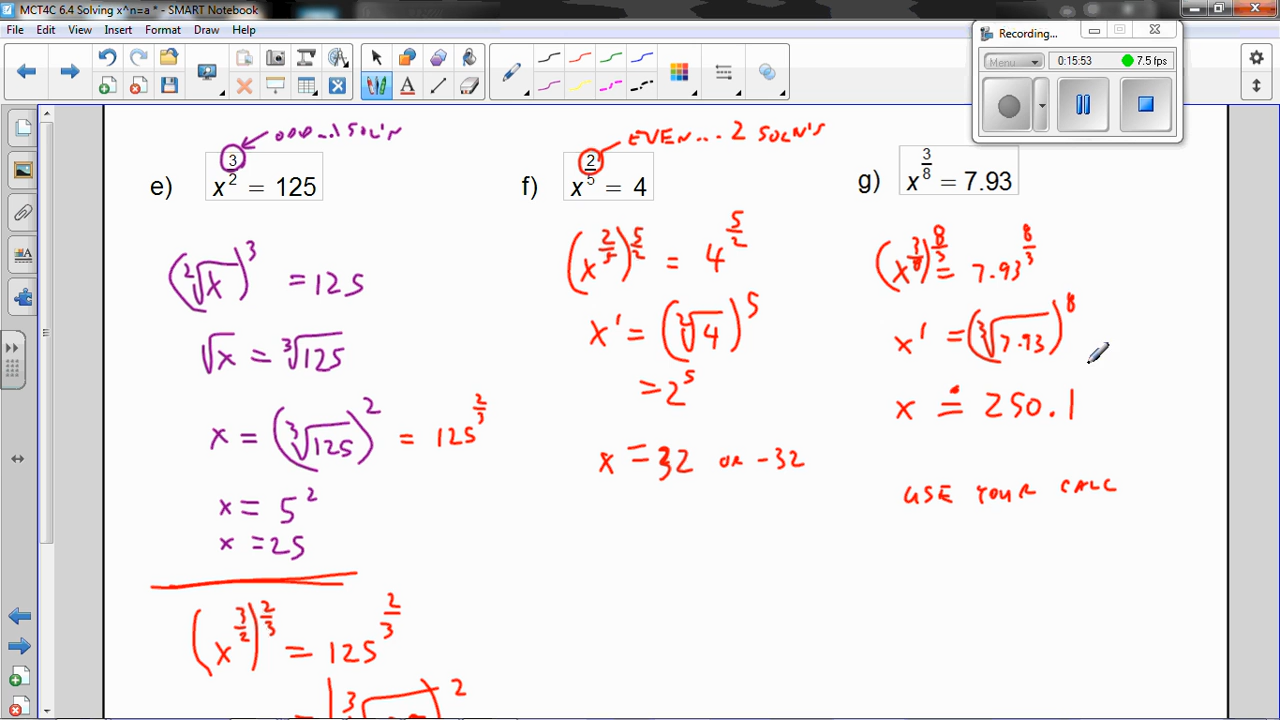 MCT4C 6.4 Solving x^n=a * - SMART Notebook
File Edit View Insert Format Draw Help
Recording...
Menu 0:15:53 7.5 fps
ODD...1 SOL'N
EVEN... 2 SOLN'S
e) x^(3/2) = 125
f) x^(2/5) = 4
g) x^(3/8) = 7.93
(²√x)³ = 125
√x = ³√125
x = (³√125)² = 125^(2/3)
x = 5²
x = 25
(x^(3/2))^(2/3) = 125^(2/3)
(x^(2/5))^(5/2) = 4^(5/2)
x' = (²√4)⁵
= 2⁵
x = 32 or -32
(x^(3/8))^(8/3) = 7.93^(8/3)
x' = (³√7.93)⁸
x ≐ 250.1
USE YOUR CALC